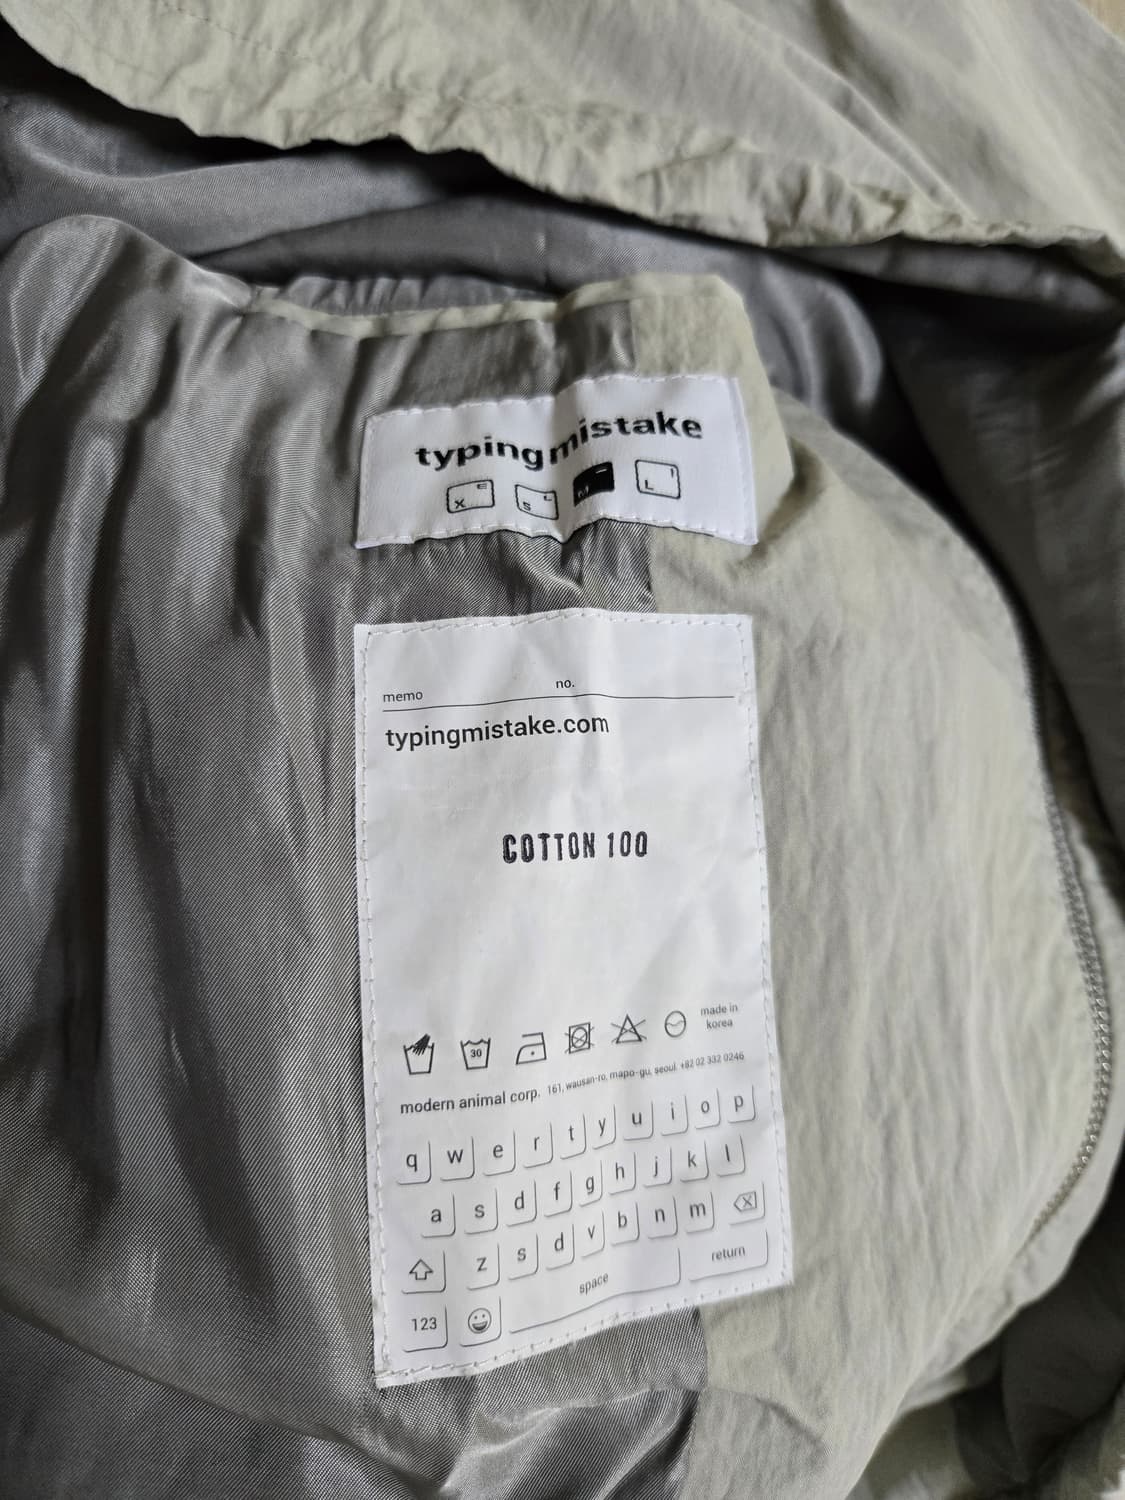 typingmistake
X E S L M L I
memo no.
typingmistake.com
COTTON 100
30
made in
korea
modern animal corp. 161, wausan-ro, mapo-gu, seoul. +82 02 332 0246
q w e r t y u i o p
a s d f g h j k l
z s d v b n m
123 space return